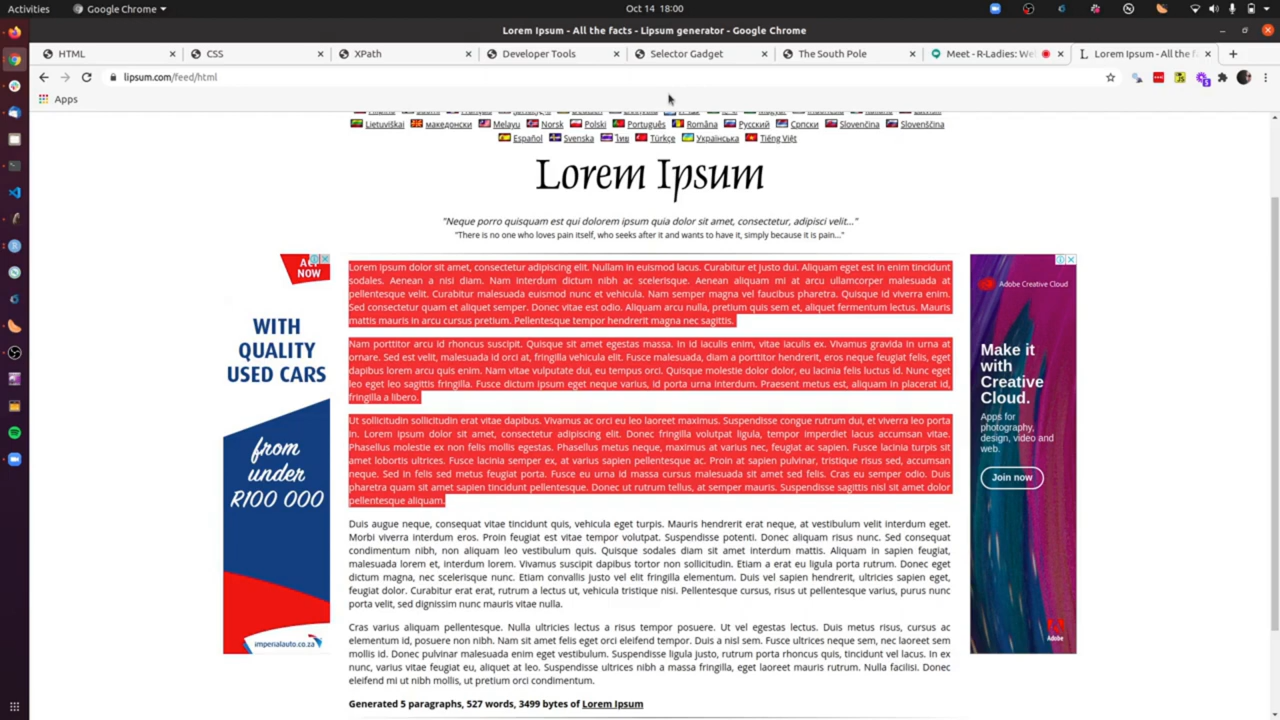 Activities
Google Chrome
Oct 14 18:00
Lorem Ipsum - All the facts - Lipsum generator - Google Chrome
HTML
CSS
XPath
Developer Tools
Selector Gadget
The South Pole
Meet - R-Ladies: We
Lorem Ipsum - All the f
lipsum.com/feed/html
Apps
Lietuviškai македонски Melayu Norsk Polski Português Româna Русский Српски Slovenčina Slovenščina
Español Svenska ไทย Türkçe Українська Tiếng Việt
Lorem Ipsum
"Neque porro quisquam est qui dolorem ipsum quia dolor sit amet, consectetur, adipisci velit..."
"There is no one who loves pain itself, who seeks after it and wants to have it, simply because it is pain..."
Lorem ipsum dolor sit amet, consectetur adipiscing elit. Nullam in euismod lacus. Curabitur et justo dui. Aliquam eget est in enim tincidunt
sodales. Aenean a nisi diam. Nam interdum dictum nibh ac scelerisque. Aenean aliquam mi at arcu ullamcorper malesuada at
pellentesque velit. Curabitur malesuada euismod nunc et vehicula. Nam semper magna vel faucibus pharetra. Quisque id viverra enim.
Sed consectetur quam et aliquet semper. Donec vitae est odio. Aliquam arcu nulla, pretium quis sem et, aliquet fermentum lectus. Mauris
mattis mauris in arcu cursus pretium. Pellentesque tempor hendrerit magna nec sagittis.
Nam porttitor arcu id rhoncus suscipit. Quisque sit amet egestas massa. In id iaculis enim, vitae iaculis ex. Vivamus gravida in urna at
ornare. Sed est velit, malesuada id orci at, fringilla vehicula elit. Fusce malesuada, diam a porttitor hendrerit, eros neque feugiat felis, eget
dapibus lorem arcu quis enim. Nam vitae vulputate dui, eu tempus orci. Quisque molestie dolor dolor, eu lacinia felis luctus id. Nunc eget
leo eget leo sagittis fringilla. Fusce dictum ipsum eget neque varius, id porta urna interdum. Praesent metus est, aliquam in placerat id,
fringilla a libero.
Ut sollicitudin sollicitudin erat vitae dapibus. Vivamus ac orci eu leo laoreet maximus. Suspendisse congue rutrum dui, et viverra leo porta
in. Lorem ipsum dolor sit amet, consectetur adipiscing elit. Donec fringilla volutpat ligula, tempor imperdiet lacus accumsan vitae.
Phasellus molestie ex non felis mollis egestas. Phasellus metus mauris, maximus at varius nec, feugiat ac sapien. Fusce lacinia turpis sit
amet lobortis ultrices. Fusce lacinia semper ex, at varius sapien pellentesque ac. Proin at sapien pulvinar, tristique risus sed, accumsan
neque. Sed in felis sed metus feugiat porta. Fusce eu urna id massa cursus malesuada sit amet sed felis. Cras eu semper odio. Duis
pharetra quam sit amet sapien tincidunt pellentesque. Donec ut rutrum tellus, at semper mauris. Suspendisse sagittis nisl sit amet dolor
pellentesque aliquam.
Duis augue neque, consequat vitae tincidunt quis, vehicula eget turpis. Mauris hendrerit erat neque, at vestibulum velit interdum eget.
Morbi viverra interdum eros. Proin feugiat est vitae tempor volutpat. Suspendisse potenti. Donec aliquam risus nunc. Sed consequat
condimentum nibh, non aliquam leo vestibulum quis. Quisque sodales diam sit amet interdum mattis. Aliquam in sapien feugiat,
malesuada lorem et, interdum lorem. Vivamus suscipit dapibus tortor non sollicitudin. Etiam a erat eu ligula porta rutrum. Donec eget
dictum magna, nec scelerisque nunc. Etiam convallis justo vel elit fringilla elementum. Duis vel sapien hendrerit, ultricies sapien eget,
feugiat dolor. Curabitur erat erat, rutrum a lectus ut, vehicula tristique nisi. Pellentesque cursus, risus ut pellentesque varius, purus nunc
porta velit, sed dignissim nunc mauris vitae nulla.
Cras varius aliquam pellentesque. Nulla ultricies lectus a risus tempor posuere. Ut vel egestas lectus. Duis metus risus, cursus ac
elementum id, posuere non nibh. Nam sit amet felis eget orci eleifend tempor. Duis a nisl sem. Fusce ultrices neque sem, nec laoreet sem
mollis id. Donec pulvinar malesuada enim eget vestibulum. Suspendisse ligula justo, rutrum porta rhoncus quis, tincidunt vel lacus. In ex
nunc, varius vitae feugiat eu, aliquet at leo. Suspendisse ultrices nibh a massa fringilla, eget laoreet mauris rutrum. Nulla facilisi. Donec
eleifend mi ut nibh mollis, ut pretium orci condimentum.
Generated 5 paragraphs, 527 words, 3499 bytes of Lorem Ipsum
NOW
WITH
QUALITY
USED CARS
from
under
R100 000
imperialauto.co.za
Adobe Creative Cloud
Make it
with
Creative
Cloud.
Apps for
photography,
design, video and
web.
Join now
Adobe